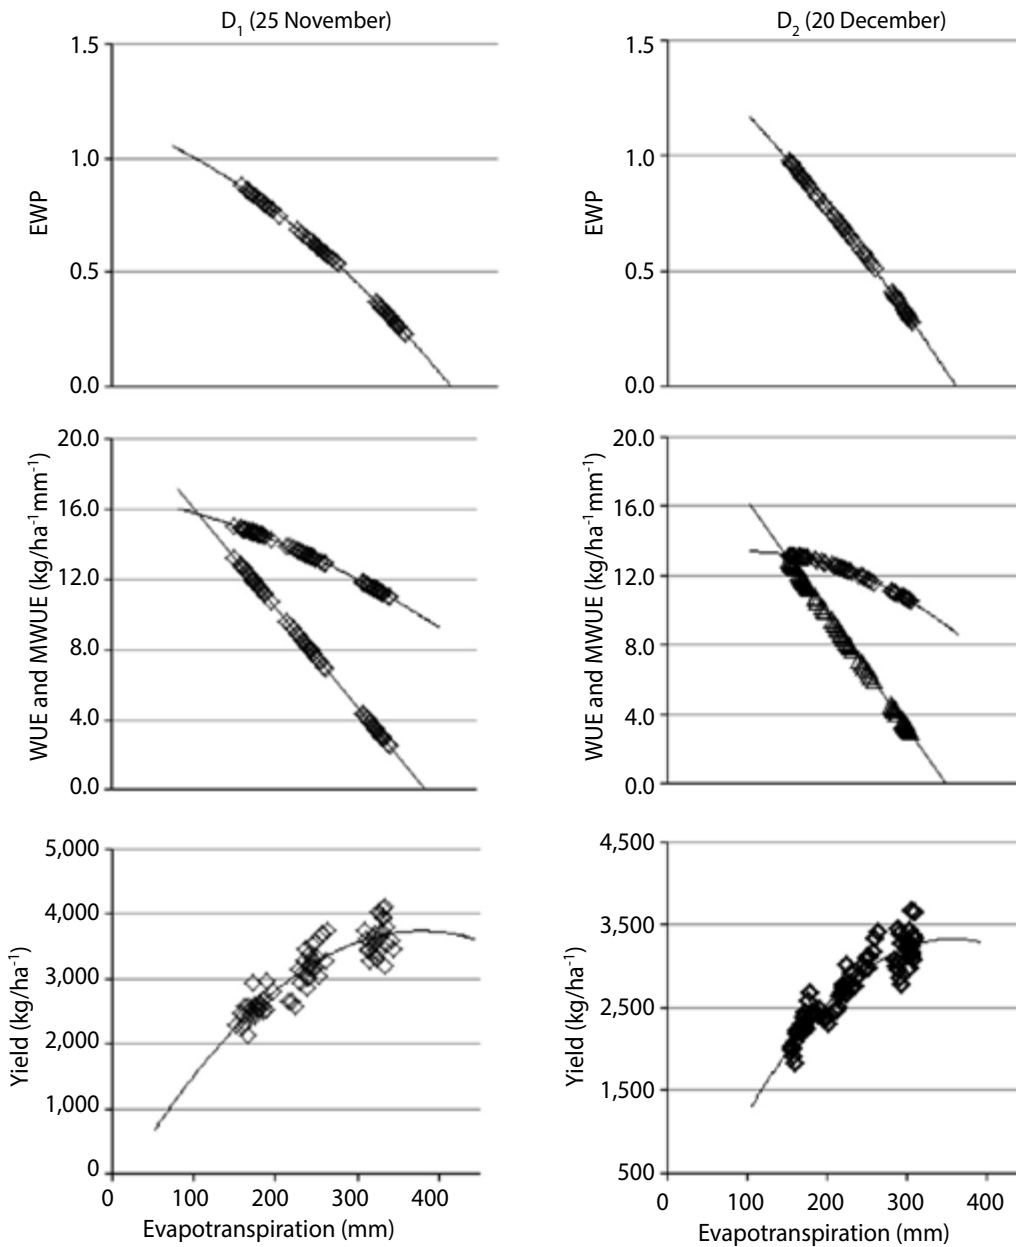 D1 (25 November)
1.5
1.0
0.5
0.0
EWP
20.0
16.0
12.0
8.0
4.0
0.0
WUE and MWUE (kg/ha-1mm-1)
5,000
4,000
3,000
2,000
1,000
0
Yield (kg/ha-1)
0 100 200 300 400
Evapotranspiration (mm)
D2 (20 December)
1.5
1.0
0.5
0.0
EWP
20.0
16.0
12.0
8.0
4.0
0.0
WUE and MWUE (kg/ha-1mm-1)
4,500
3,500
2,500
1,500
500
Yield (kg/ha-1)
0 100 200 300 400
Evapotranspiration (mm)